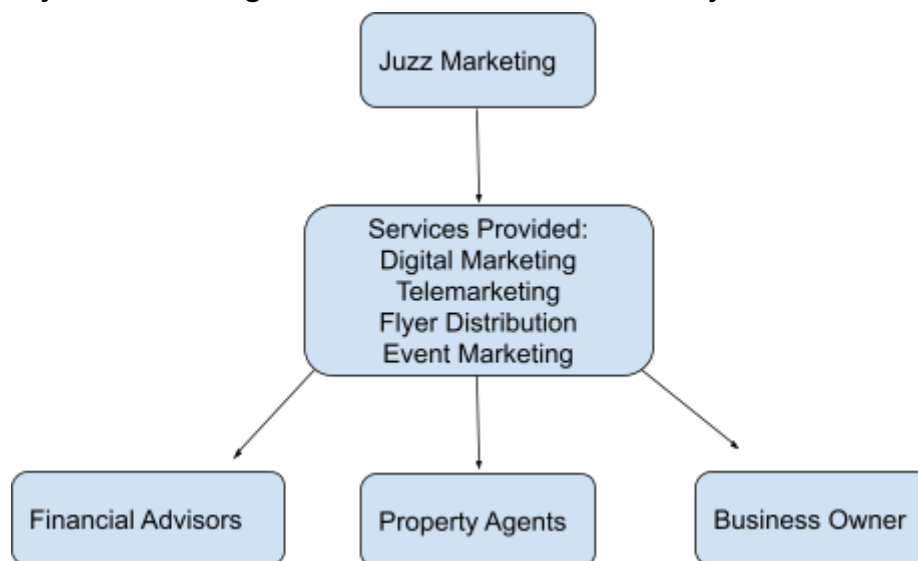 Juzz Marketing
Services Provided:
Digital Marketing
Telemarketing
Flyer Distribution
Event Marketing
Financial Advisors
Property Agents
Business Owner